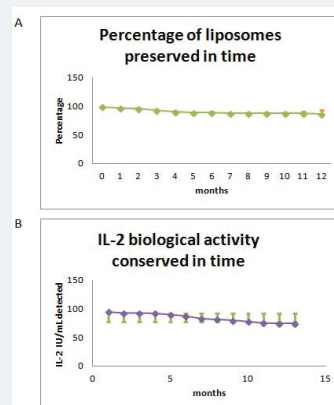 A
Percentage of liposomes
preserved in time
Percentage
150
100
50
0
0 1 2 3 4 5 6 7 8 9 10 11 12
months
B
IL-2 biological activity
conserved in time
IL-2 IU/mL detected
150
100
50
0
0 5 10 15
months